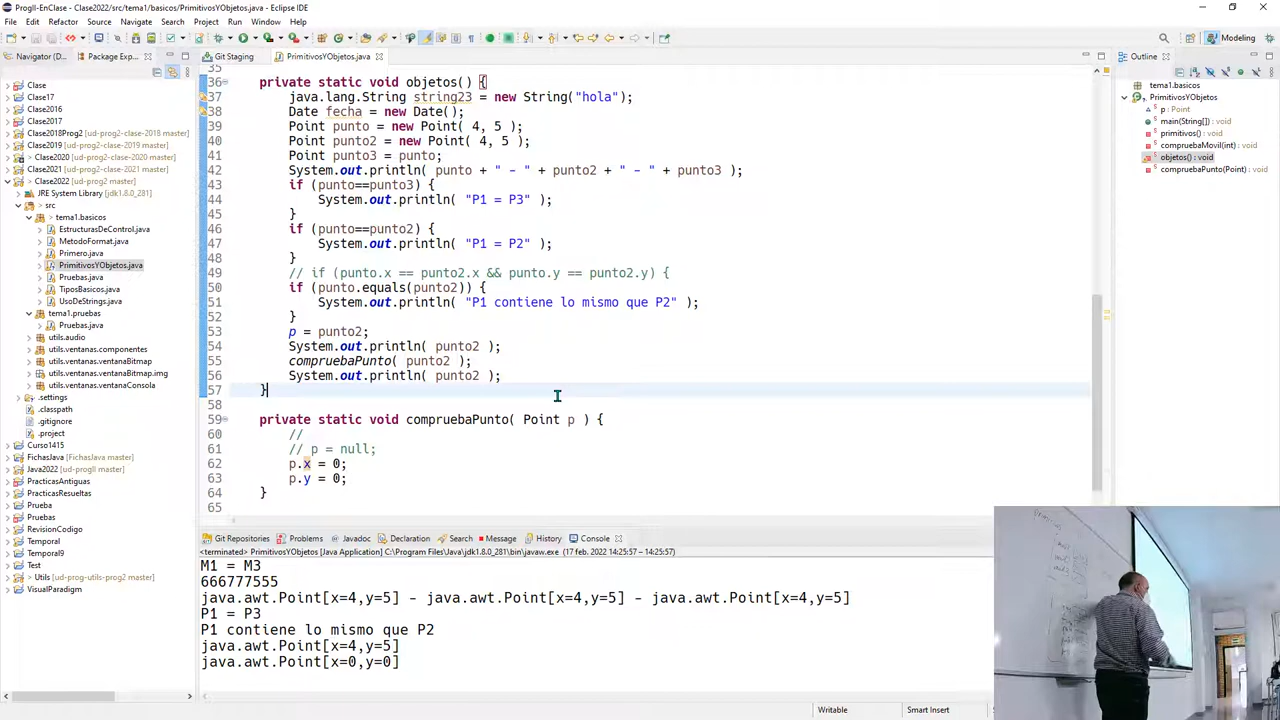 ProgII-EnClase2022/src/tema1/basicos/PrimitivosYObjetos.java - Eclipse IDE
File Edit Refactor Source Navigate Search Project Run Window Help
Modeling
Navigator (D...
Package Exp...
Git Staging
PrimitivosYObjetos.java
Outline
Clase
Clase17
Clase2016
Clase2017
Clase2018Prog2 [ud-prog2-clase-2018 master]
Clase2019 [ud-prog2-clase-2019 master]
Clase2020 [ud-prog2-clase-2020 master]
Clase2021 [ud-prog2-clase-2021 master]
Clase2022 [ud-prog2 master]
JRE System Library [jdk1.8.0_281]
src
tema1.basicos
EstructurasDeControl.java
MetodoFormat.java
Primero.java
PrimitivosYObjetos.java
Pruebas.java
TiposBasicos.java
UsoDeStrings.java
tema1.pruebas
Pruebas.java
utils.audio
utils.ventanas.componentes
utils.ventanas.ventanaBitmap
utils.ventanas.ventanaBitmap.img
utils.ventanas.ventanaConsola
.settings
.classpath
.gitignore
.project
Curso1415
FichasJava [FichasJava master]
Java2022 [ud-progII master]
PracticasAntiguas
PracticasResueltas
Prueba
Pruebas
RevisionCodigo
Temporal
Temporal9
Test
Utils [ud-prog-utils-prog2 master]
VisualParadigm
35
36 private static void objetos() {
37 java.lang.String string23 = new String("hola");
38 Date fecha = new Date();
39 Point punto = new Point( 4, 5 );
40 Point punto2 = new Point( 4, 5 );
41 Point punto3 = punto;
42 System.out.println( punto + " - " + punto2 + " - " + punto3 );
43 if (punto==punto3) {
44 System.out.println( "P1 = P3" );
45 }
46 if (punto==punto2) {
47 System.out.println( "P1 = P2" );
48 }
49 // if (punto.x == punto2.x && punto.y == punto2.y) {
50 if (punto.equals(punto2)) {
51 System.out.println( "P1 contiene lo mismo que P2" );
52 }
53 p = punto2;
54 System.out.println( punto2 );
55 compruebaPunto( punto2 );
56 System.out.println( punto2 );
57 }
58
59 private static void compruebaPunto( Point p ) {
60 //
61 // p = null;
62 p.x = 0;
63 p.y = 0;
64 }
65
tema1.basicos
PrimitivosYObjetos
p : Point
main(String[]) : void
primitivos() : void
compruebaMovil(int) : void
objetos() : void
compruebaPunto(Point) : void
Git Repositories Problems Javadoc Declaration Search Message History Console
<terminated> PrimitivosYObjetos [Java Application] C:\Program Files\Java\jdk1.8.0_281\bin\javaw.exe (17 feb. 2022 14:25:57 – 14:25:57)
M1 = M3
666777555
java.awt.Point[x=4,y=5] - java.awt.Point[x=4,y=5] - java.awt.Point[x=4,y=5]
P1 = P3
P1 contiene lo mismo que P2
java.awt.Point[x=4,y=5]
java.awt.Point[x=0,y=0]
Writable
Smart Insert